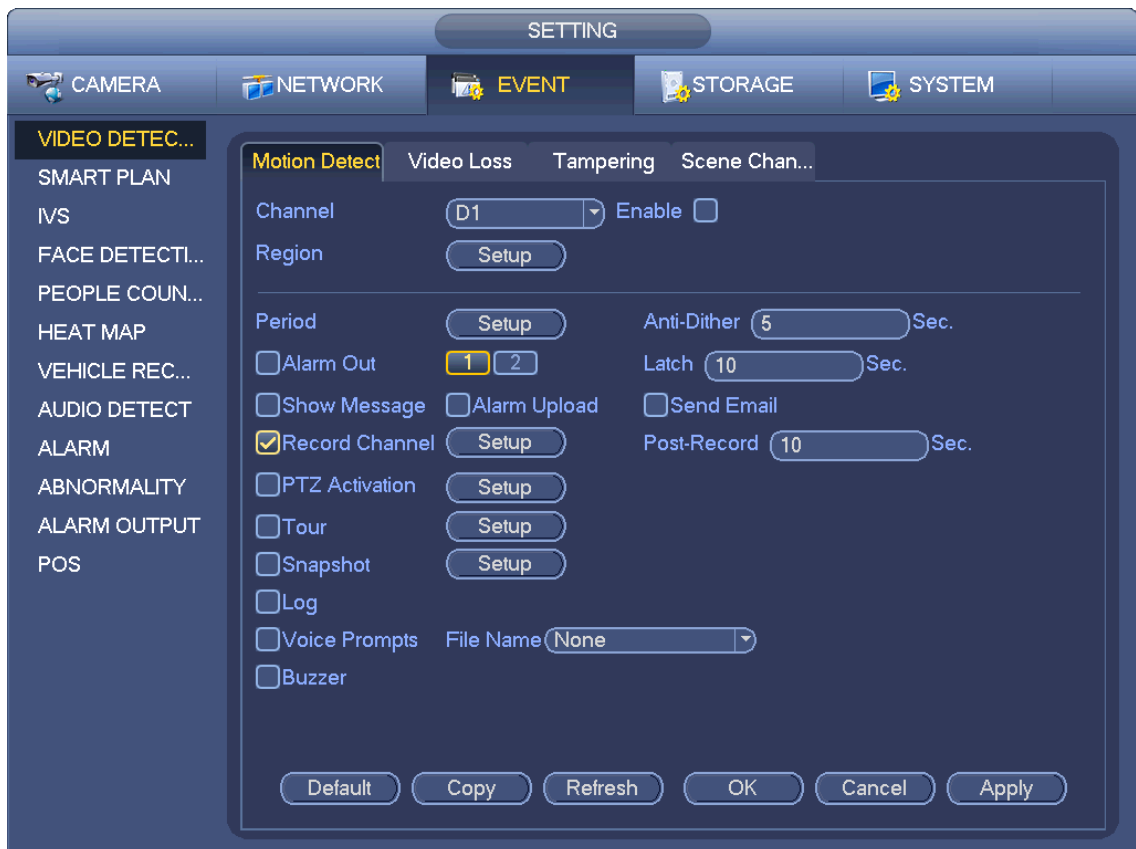 SETTING
CAMERA NETWORK EVENT STORAGE SYSTEM
VIDEO DETEC...
SMART PLAN
IVS
FACE DETECTI...
PEOPLE COUN...
HEAT MAP
VEHICLE REC...
AUDIO DETECT
ALARM
ABNORMALITY
ALARM OUTPUT
POS
Motion Detect Video Loss Tampering Scene Chan...
Channel D1 Enable
Region Setup
Period Setup Anti-Dither 5 Sec.
Alarm Out 1 2 Latch 10 Sec.
Show Message Alarm Upload Send Email
Record Channel Setup Post-Record 10 Sec.
PTZ Activation Setup
Tour Setup
Snapshot Setup
Log
Voice Prompts File Name None
Buzzer
Default Copy Refresh OK Cancel Apply